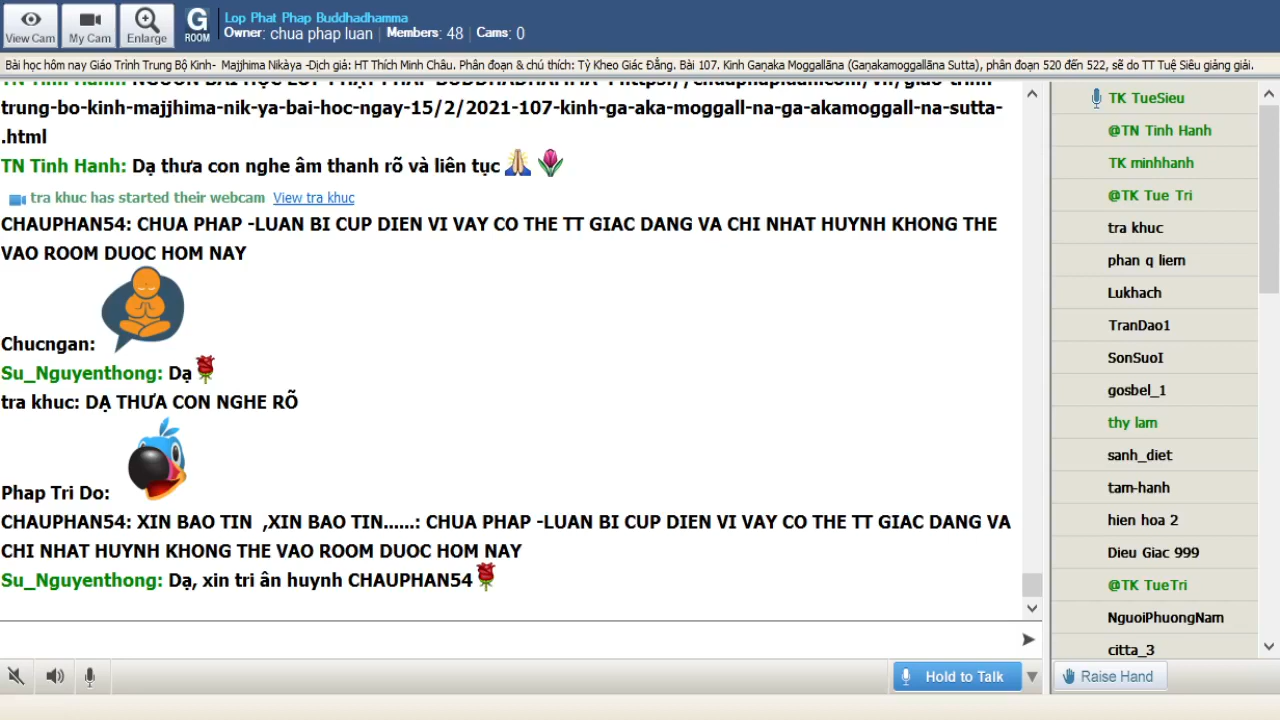 View Cam
My Cam
Enlarge
G
ROOM
Lop Phat Phap Buddhadhamma
Owner: chua phap luan | Members: 48 | Cams: 0
Bài học hôm nay Giáo Trình Trung Bộ Kinh- Majjhima Nikàya -Dịch giả: HT Thích Minh Châu. Phân đoạn & chú thích: Tỳ Kheo Giác Đẳng. Bài 107. Kinh Gaṇaka Moggallāna (Gaṇakamoggallāna Sutta), phân đoạn 520 đến 522, sẽ do TT Tuệ Siêu giảng giải.
trung-bo-kinh-majjhima-nik-ya-bai-hoc-ngay-15/2/2021-107-kinh-ga-aka-moggall-na-ga-akamoggall-na-sutta-
.html
TN Tinh Hanh: Dạ thưa con nghe âm thanh rõ và liên tục
tra khuc has started their webcam View tra khuc
CHAUPHAN54: CHUA PHAP -LUAN BI CUP DIEN VI VAY CO THE TT GIAC DANG VA CHI NHAT HUYNH KHONG THE
VAO ROOM DUOC HOM NAY
Chucngan:
Su_Nguyenthong: Dạ
tra khuc: DẠ THƯA CON NGHE RÕ
Phap Tri Do:
CHAUPHAN54: XIN BAO TIN ,XIN BAO TIN......: CHUA PHAP -LUAN BI CUP DIEN VI VAY CO THE TT GIAC DANG VA
CHI NHAT HUYNH KHONG THE VAO ROOM DUOC HOM NAY
Su_Nguyenthong: Dạ, xin tri ân huynh CHAUPHAN54
Hold to Talk
TK TueSieu
@TN Tinh Hanh
TK minhhanh
@TK Tue Tri
tra khuc
phan q liem
Lukhach
TranDao1
SonSuoI
gosbel_1
thy lam
sanh_diet
tam-hanh
hien hoa 2
Dieu Giac 999
@TK TueTri
NguoiPhuongNam
citta_3
Raise Hand